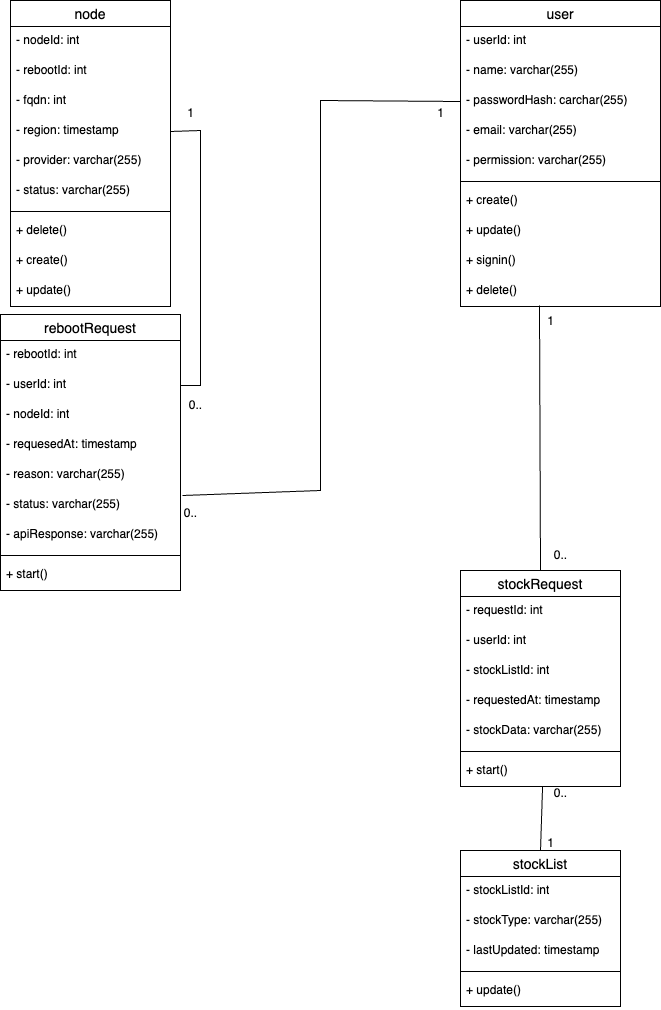 node
- nodeId: int
- rebootId: int
- fqdn: int
- region: timestamp
- provider: varchar(255)
- status: varchar(255)
+ delete()
+ create()
+ update()
1
user
- userId: int
- name: varchar(255)
- passwordHash: carchar(255)
- email: varchar(255)
- permission: varchar(255)
+ create()
+ update()
+ signin()
+ delete()
1
1
rebootRequest
- rebootId: int
- userId: int
- nodeId: int
- requesedAt: timestamp
- reason: varchar(255)
- status: varchar(255)
- apiResponse: varchar(255)
+ start()
0..
0..
0..
stockRequest
- requestId: int
- userId: int
- stockListId: int
- requestedAt: timestamp
- stockData: varchar(255)
+ start()
0..
1
stockList
- stockListId: int
- stockType: varchar(255)
- lastUpdated: timestamp
+ update()